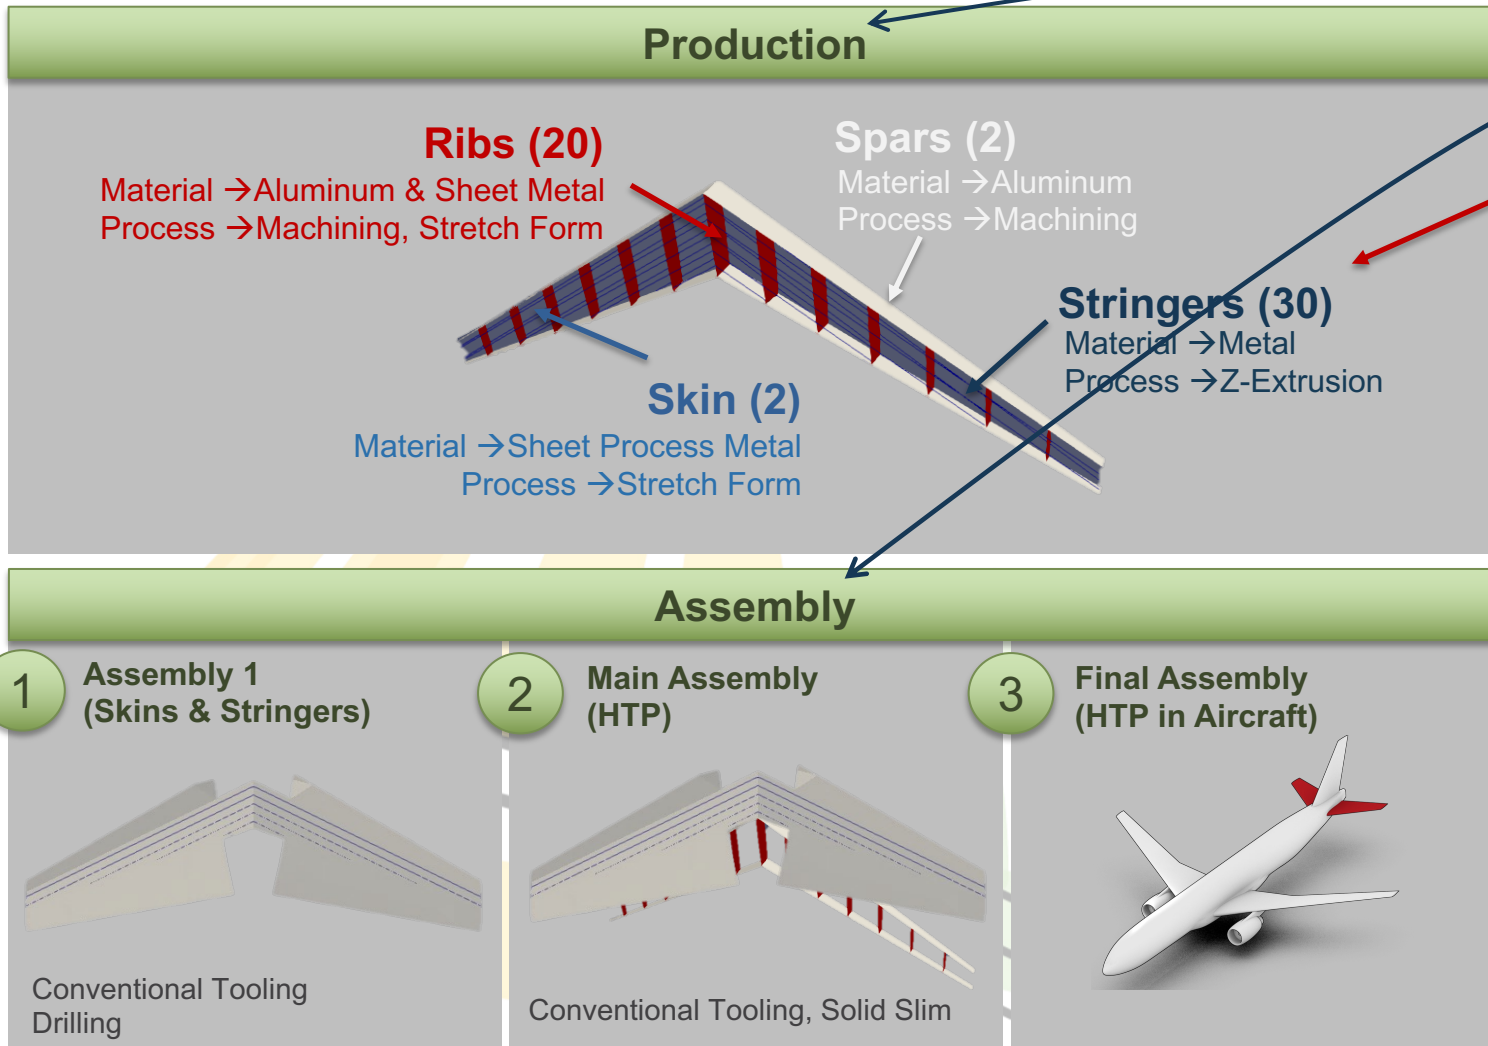 Production
Ribs (20)
Material →Aluminum & Sheet Metal
Process →Machining, Stretch Form
Spars (2)
Material →Aluminum
Process →Machining
Stringers (30)
Material →Metal
Process →Z-Extrusion
Skin (2)
Material →Sheet Process Metal
Process →Stretch Form
Assembly
1
Assembly 1
(Skins & Stringers)
Conventional Tooling
Drilling
2
Main Assembly
(HTP)
Conventional Tooling, Solid Slim
3
Final Assembly
(HTP in Aircraft)